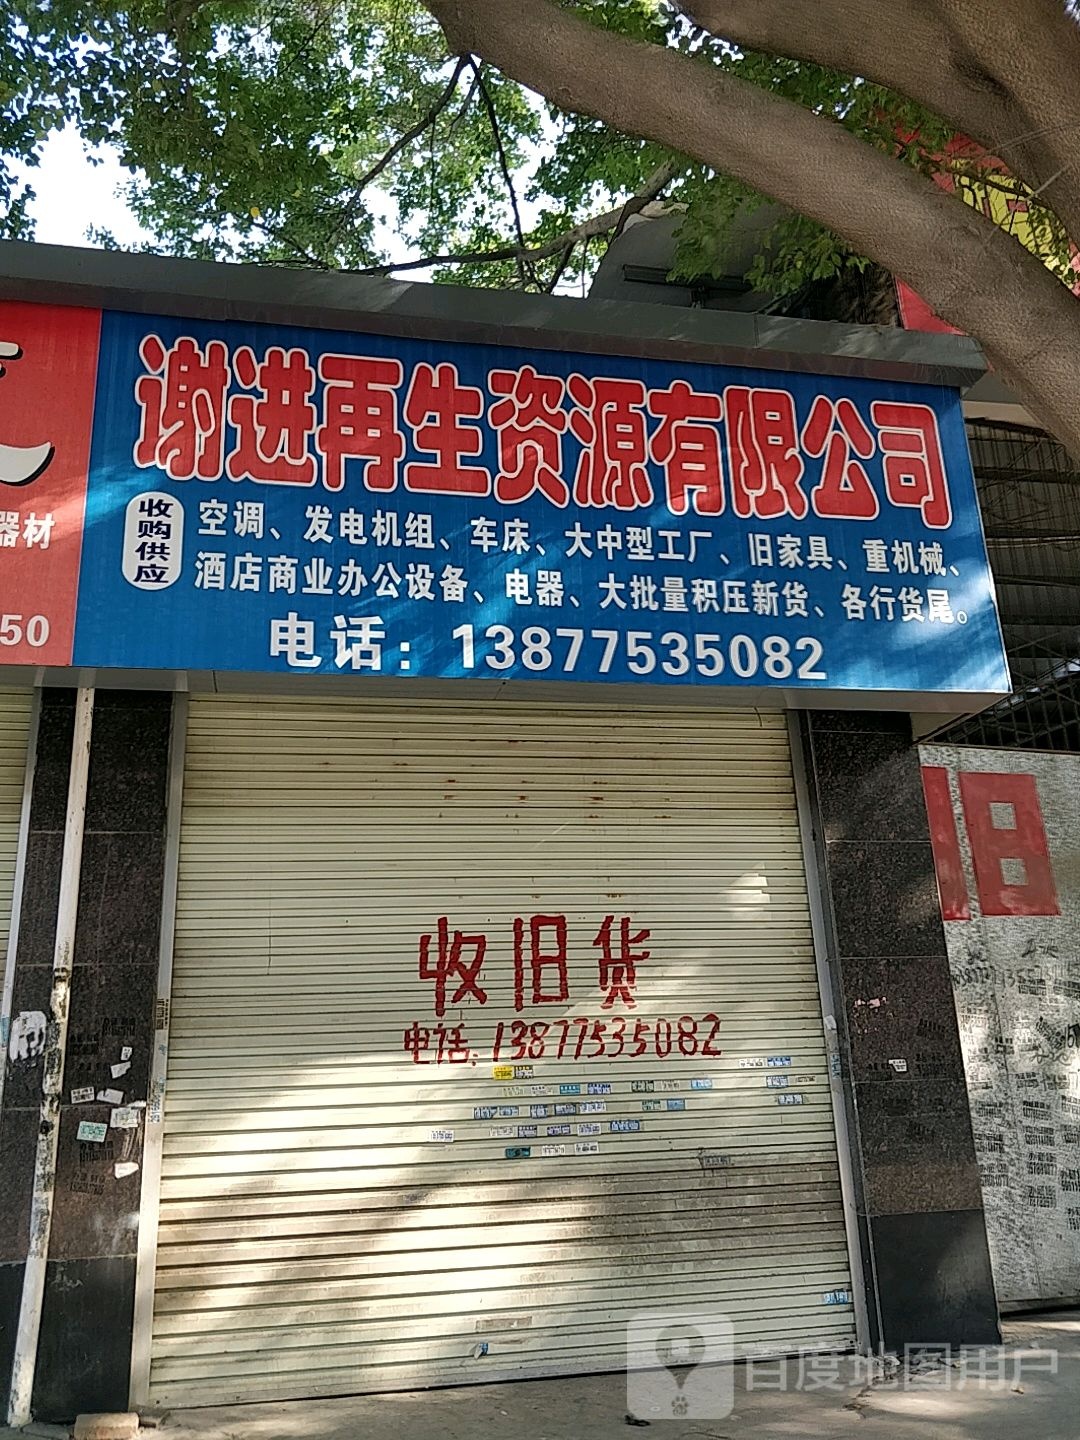 谢进再生资源有限公司
收购供应
空调、发电机组、车床、大中型工厂、旧家具、重机械、
酒店商业办公设备、电器、大批量积压新货、各行货尾。
电话：13877535082
器材
50
收旧货
电话：13877535082
旧
百度地图用户